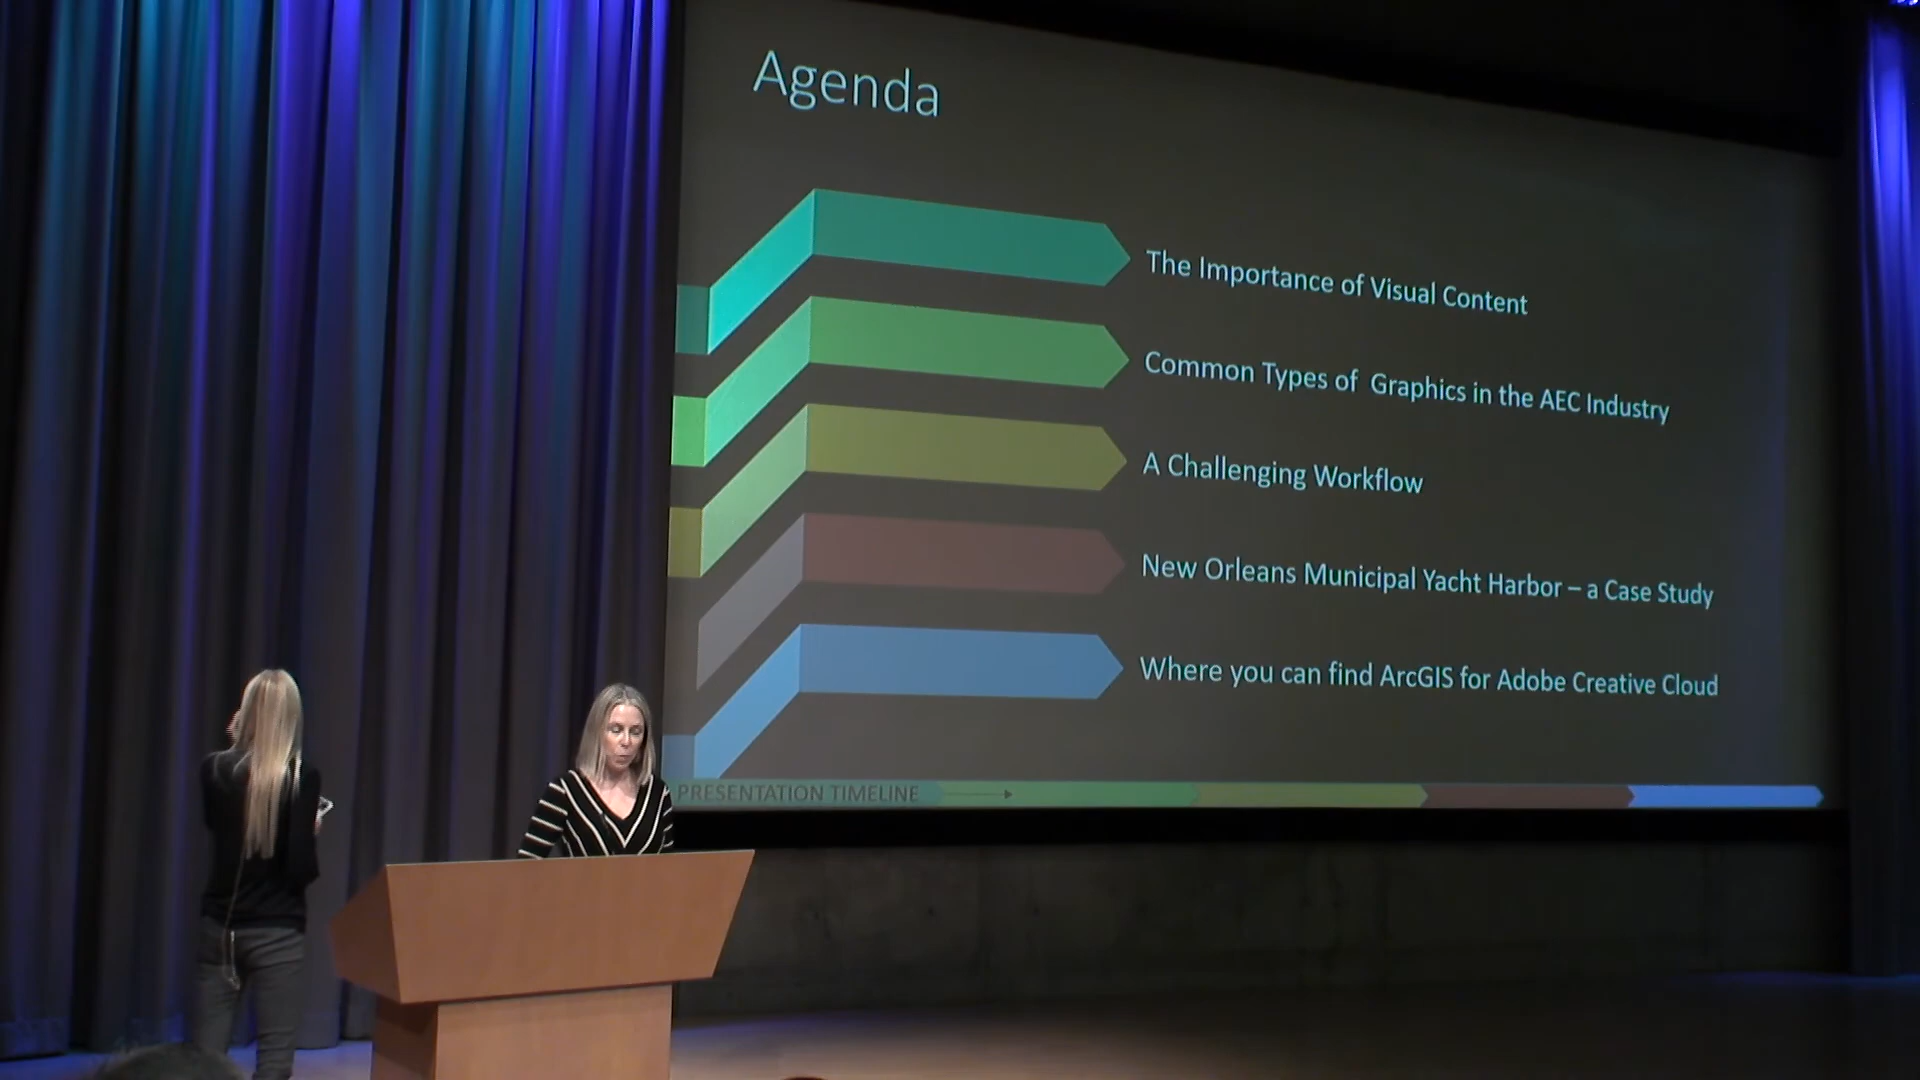 Agenda
The Importance of Visual Content
Common Types of Graphics in the AEC Industry
A Challenging Workflow
New Orleans Municipal Yacht Harbor – a Case Study
Where you can find ArcGIS for Adobe Creative Cloud
PRESENTATION TIMELINE